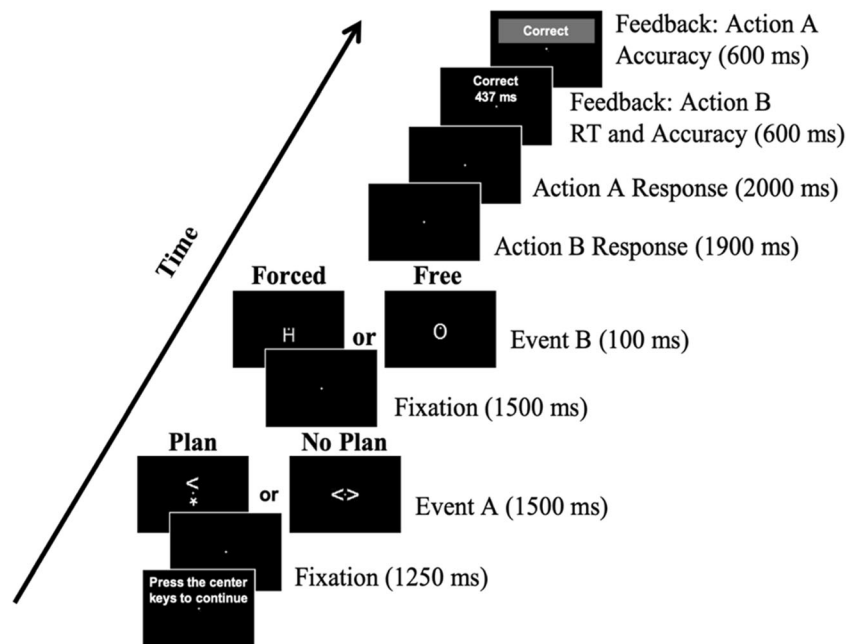 Correct
Feedback: Action A
Accuracy (600 ms)
Correct
437 ms
Feedback: Action B
RT and Accuracy (600 ms)
Action A Response (2000 ms)
Action B Response (1900 ms)
Time
Forced
Free
H
or
O
Event B (100 ms)
Fixation (1500 ms)
Plan
No Plan
<
*
or
<>
Event A (1500 ms)
Fixation (1250 ms)
Press the center
keys to continue